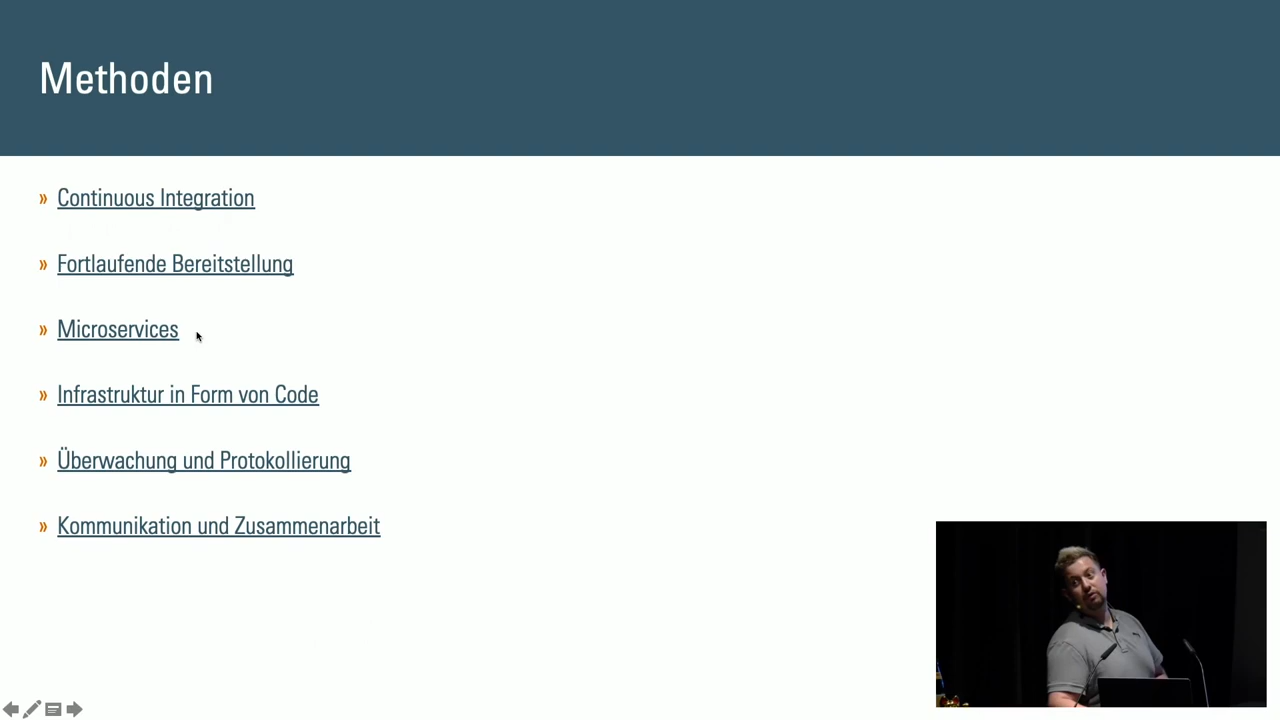 Methoden
» Continuous Integration
» Fortlaufende Bereitstellung
» Microservices
» Infrastruktur in Form von Code
» Überwachung und Protokollierung
» Kommunikation und Zusammenarbeit